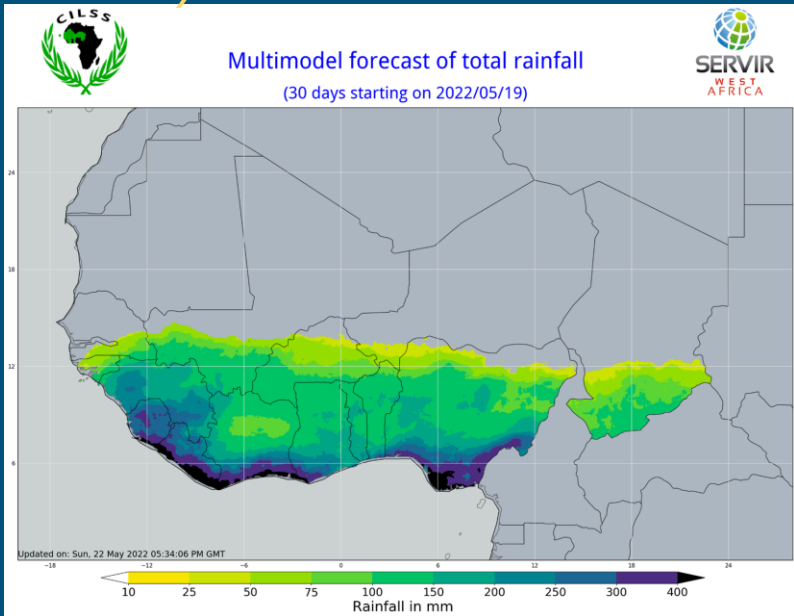 CILSS
Multimodel forecast of total rainfall
(30 days starting on 2022/05/19)
SERVIR
WEST
AFRICA
24
18
12
6
Updated on: Sun, 22 May 2022 05:34:06 PM GMT
−18 −12 −6 0 6 12 18 24
10 25 50 75 100 150 200 250 300 400
Rainfall in mm